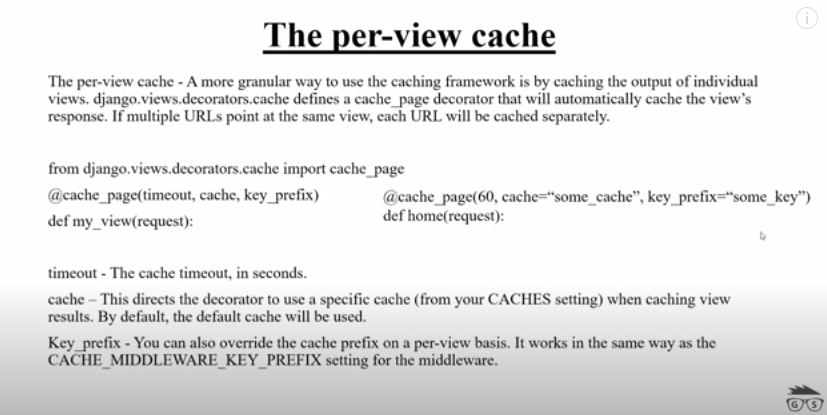 The per-view cache
The per-view cache - A more granular way to use the caching framework is by caching the output of individual
views. django.views.decorators.cache defines a cache_page decorator that will automatically cache the view's
response. If multiple URLs point at the same view, each URL will be cached separately.
from django.views.decorators.cache import cache_page
@cache_page(timeout, cache, key_prefix)
def my_view(request):
@cache_page(60, cache=“some_cache”, key_prefix=“some_key”)
def home(request):
timeout - The cache timeout, in seconds.
cache – This directs the decorator to use a specific cache (from your CACHES setting) when caching view
results. By default, the default cache will be used.
Key_prefix - You can also override the cache prefix on a per-view basis. It works in the same way as the
CACHE_MIDDLEWARE_KEY_PREFIX setting for the middleware.
G S